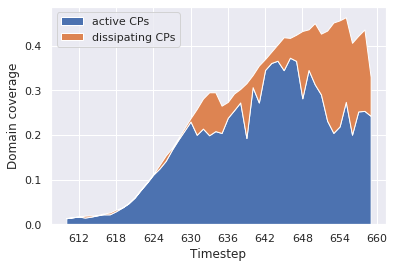 active CPs
dissipating CPs
Domain coverage
0.4
0.3
0.2
0.1
0.0
612 618 624 630 636 642 648 654 660
Timestep